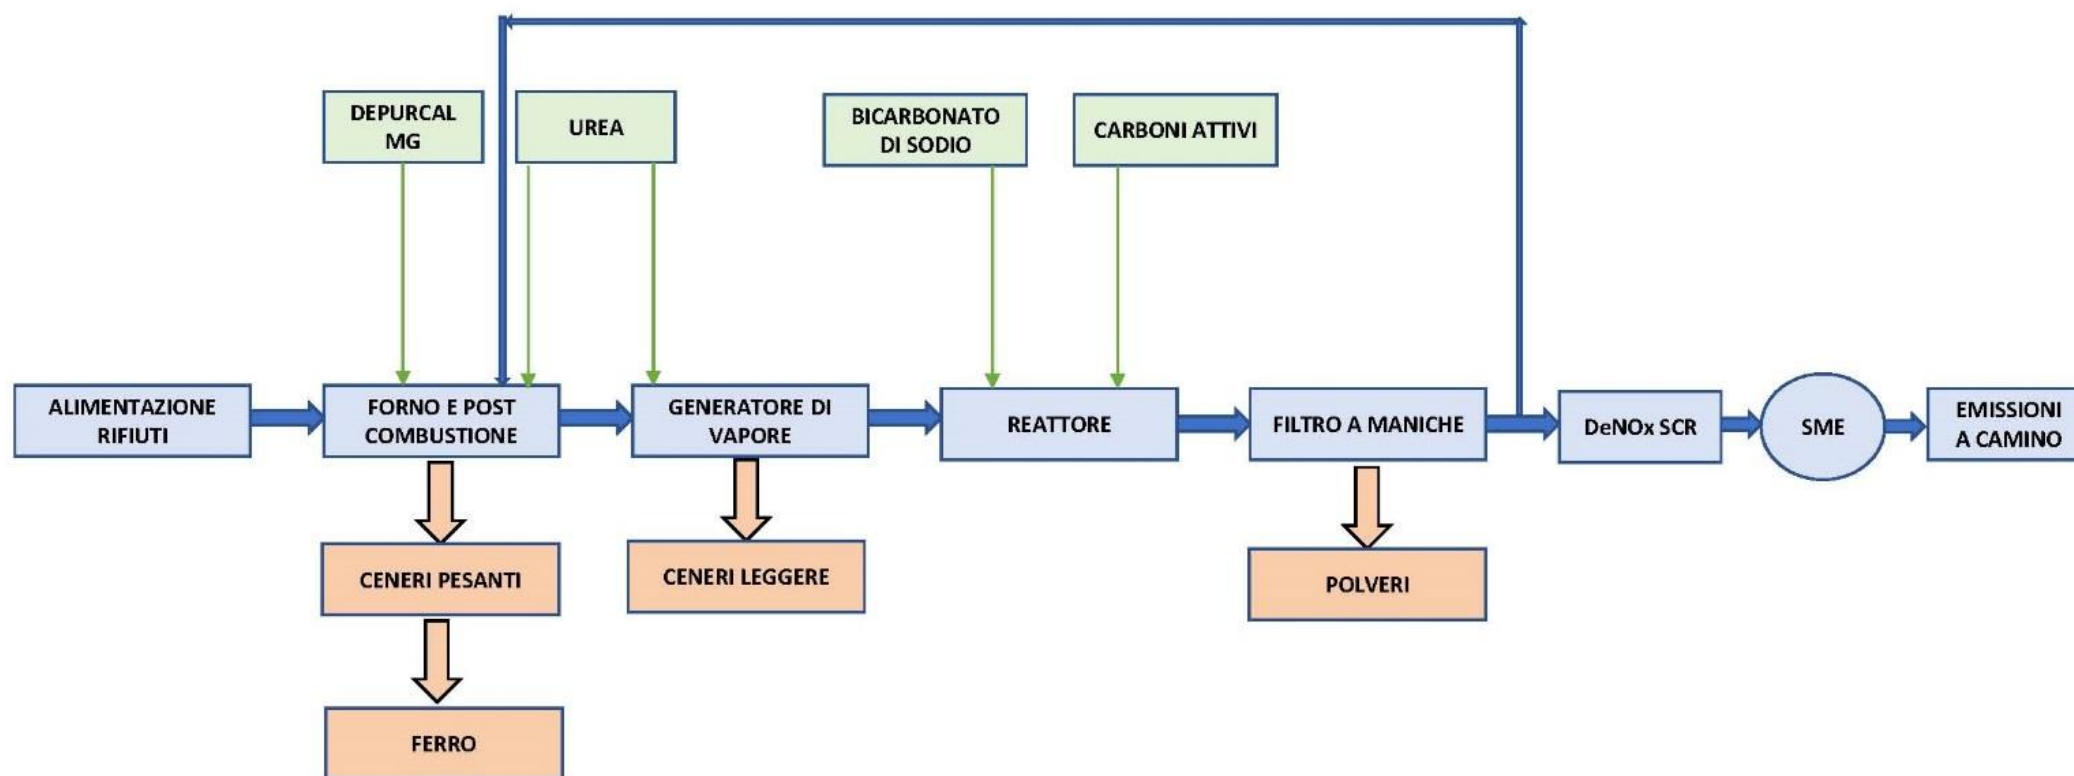 DEPURCAL
MG
UREA
BICARBONATO
DI SODIO
CARBONI ATTIVI
ALIMENTAZIONE
RIFIUTI
FORNO E POST
COMBUSTIONE
GENERATORE DI
VAPORE
REATTORE
FILTRO A MANICHE
DeNOx SCR
SME
EMISSIONI
A CAMINO
CENERI PESANTI
CENERI LEGGERE
POLVERI
FERRO